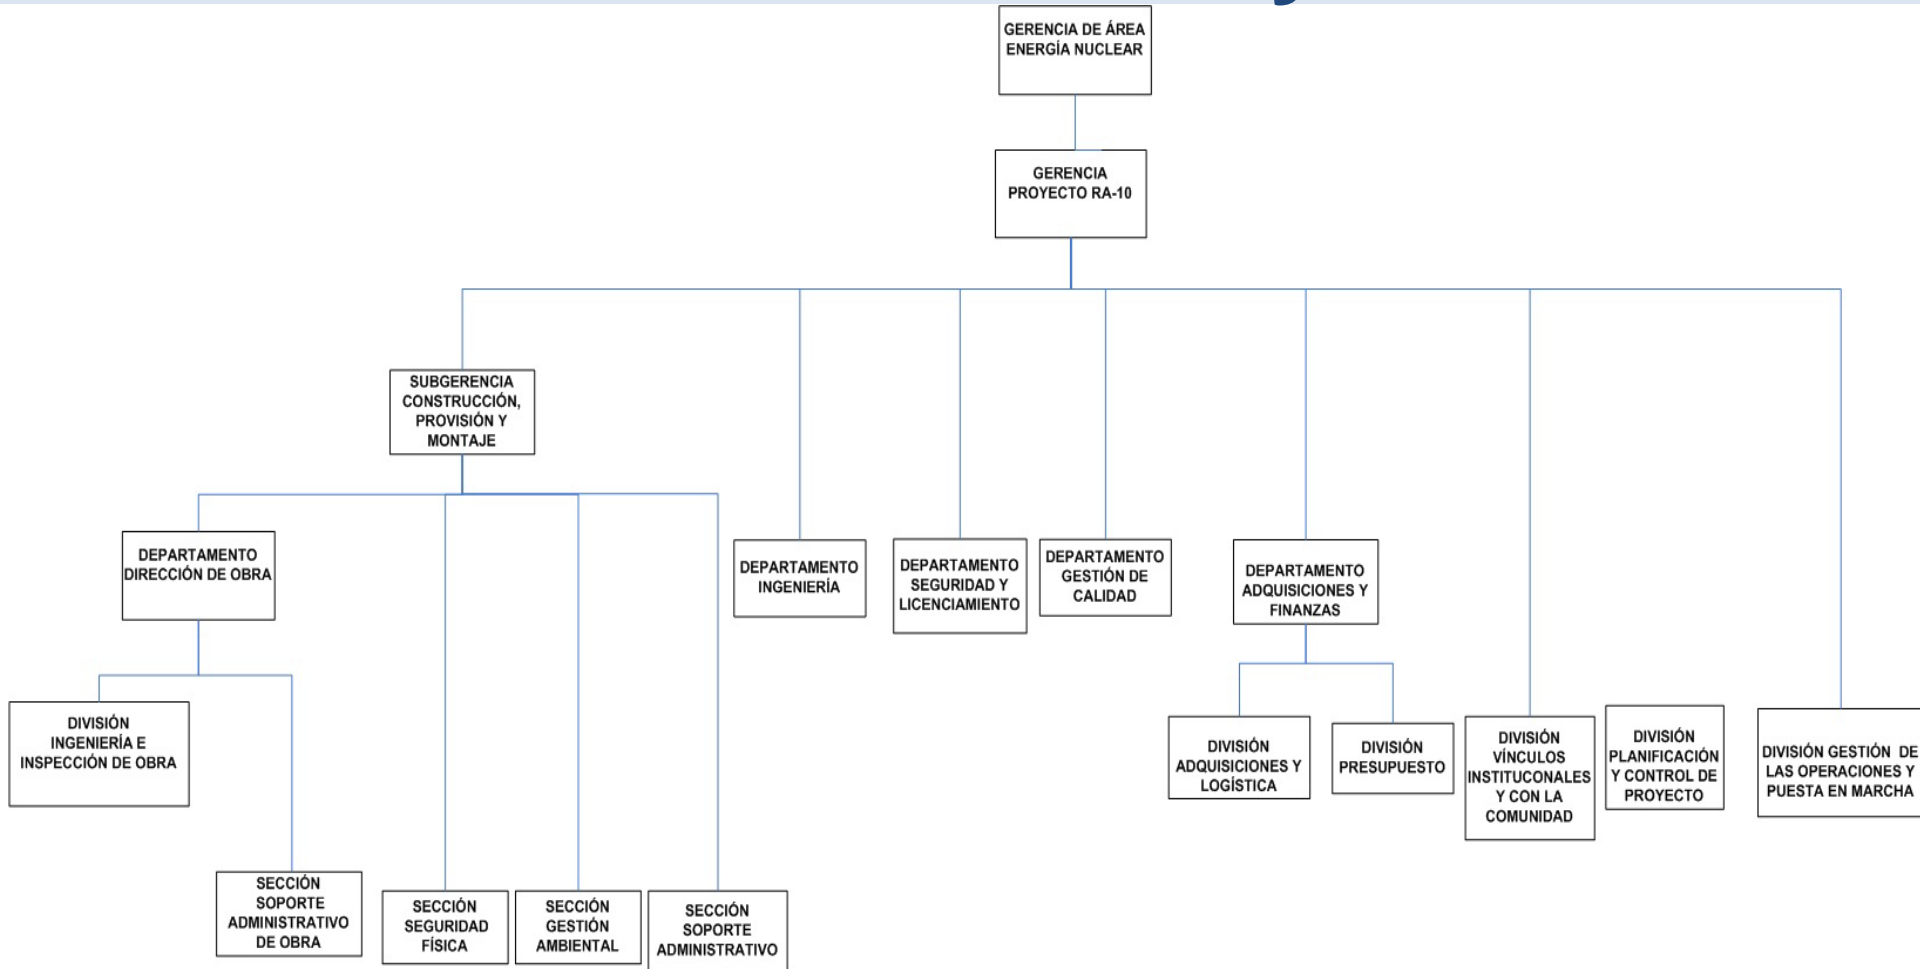 GERENCIA DE ÁREA
ENERGÍA NUCLEAR
GERENCIA
PROYECTO RA-10
SUBGERENCIA
CONSTRUCCIÓN,
PROVISIÓN Y
MONTAJE
DEPARTAMENTO
DIRECCIÓN DE OBRA
DEPARTAMENTO
INGENIERÍA
DEPARTAMENTO
SEGURIDAD Y
LICENCIAMIENTO
DEPARTAMENTO
GESTIÓN DE
CALIDAD
DEPARTAMENTO
ADQUISICIONES Y
FINANZAS
DIVISIÓN
INGENIERÍA E
INSPECCIÓN DE OBRA
DIVISIÓN
ADQUISICIONES Y
LOGÍSTICA
DIVISIÓN
PRESUPUESTO
DIVISIÓN
VÍNCULOS
INSTITUCONALES
Y CON LA
COMUNIDAD
DIVISIÓN
PLANIFICACIÓN
Y CONTROL DE
PROYECTO
DIVISIÓN GESTIÓN DE
LAS OPERACIONES Y
PUESTA EN MARCHA
SECCIÓN
SOPORTE
ADMINISTRATIVO
DE OBRA
SECCIÓN
SEGURIDAD
FÍSICA
SECCIÓN
GESTIÓN
AMBIENTAL
SECCIÓN
SOPORTE
ADMINISTRATIVO